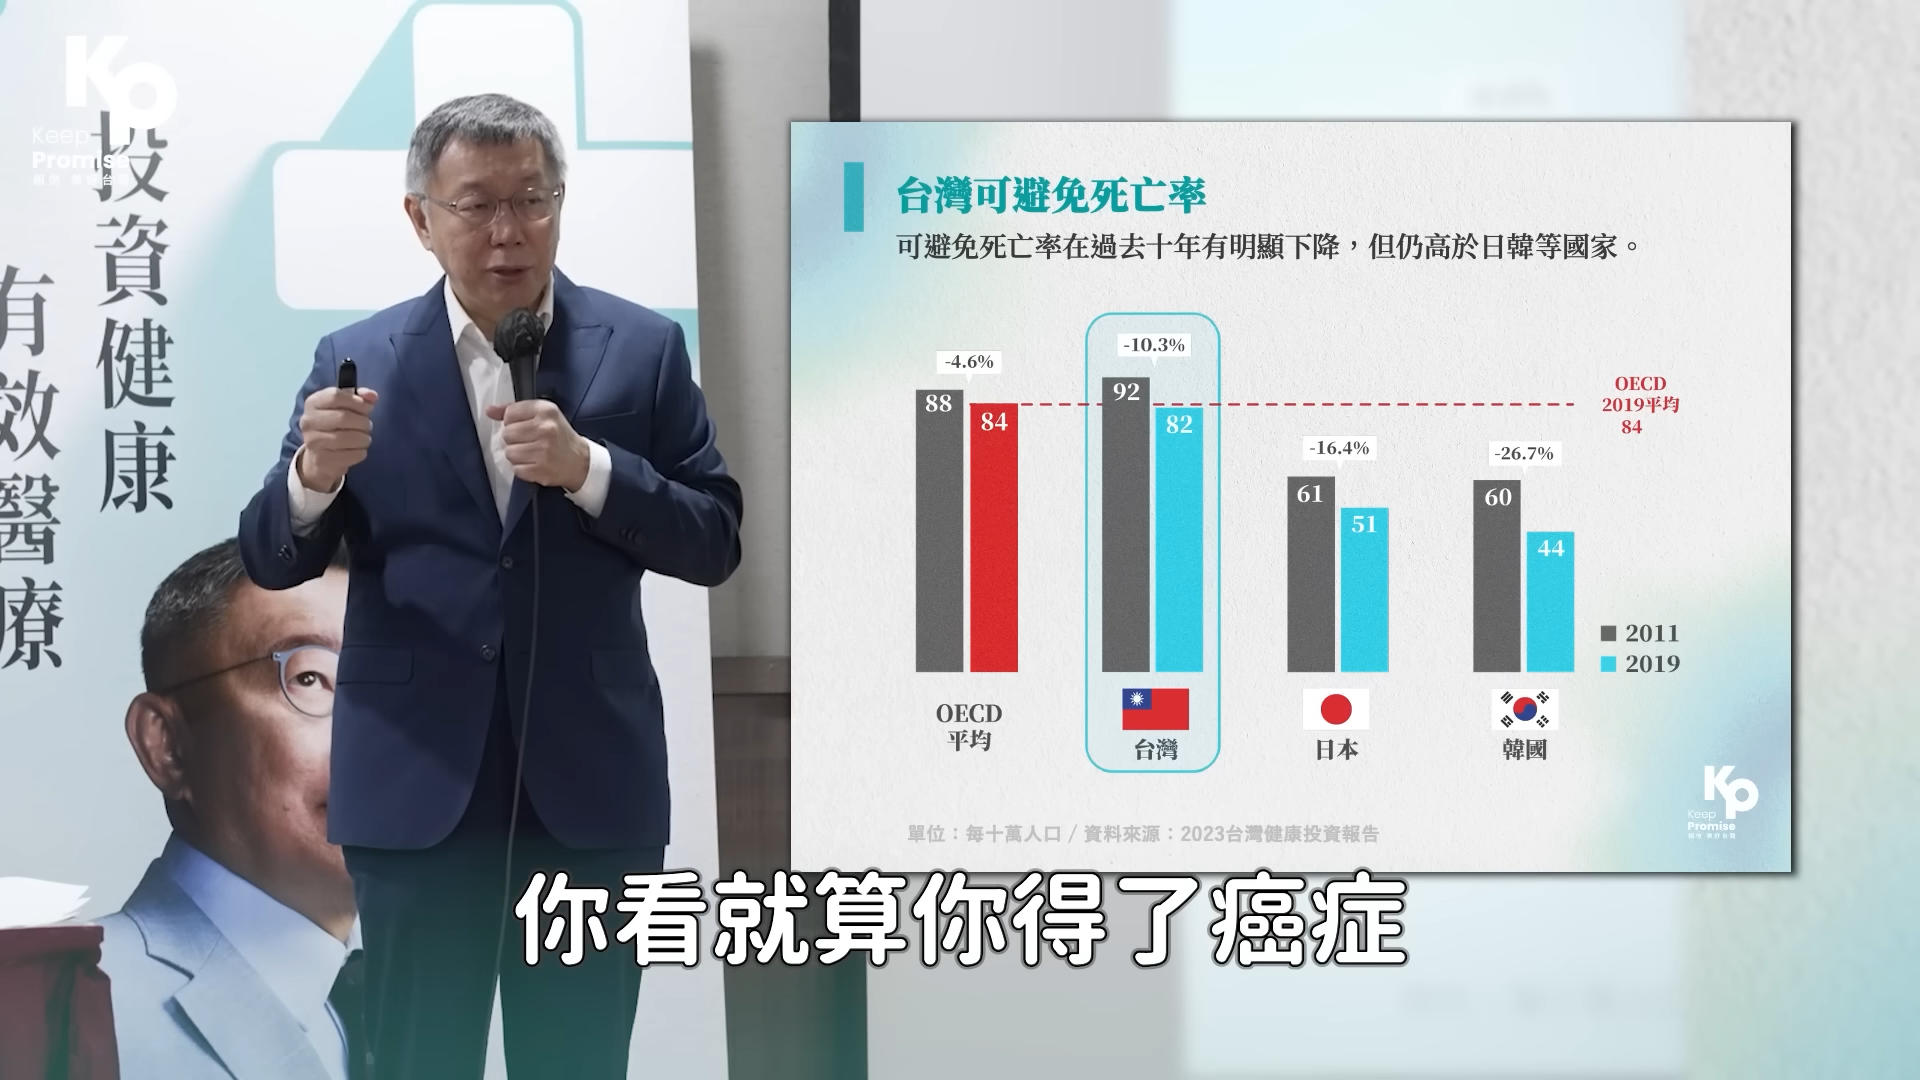 Kp
Keep
Promise
投資健康
有效醫療
台灣可避免死亡率
可避免死亡率在過去十年有明顯下降，但仍高於日韓等國家。
-4.6%
88
84
-10.3%
92
82
-16.4%
61
51
-26.7%
60
44
OECD
2019平均
84
2011
2019
OECD
平均
台灣
日本
韓國
單位：每十萬人口 / 資料來源：2023台灣健康投資報告
Kp
Keep
Promise
你看就算你得了癌症